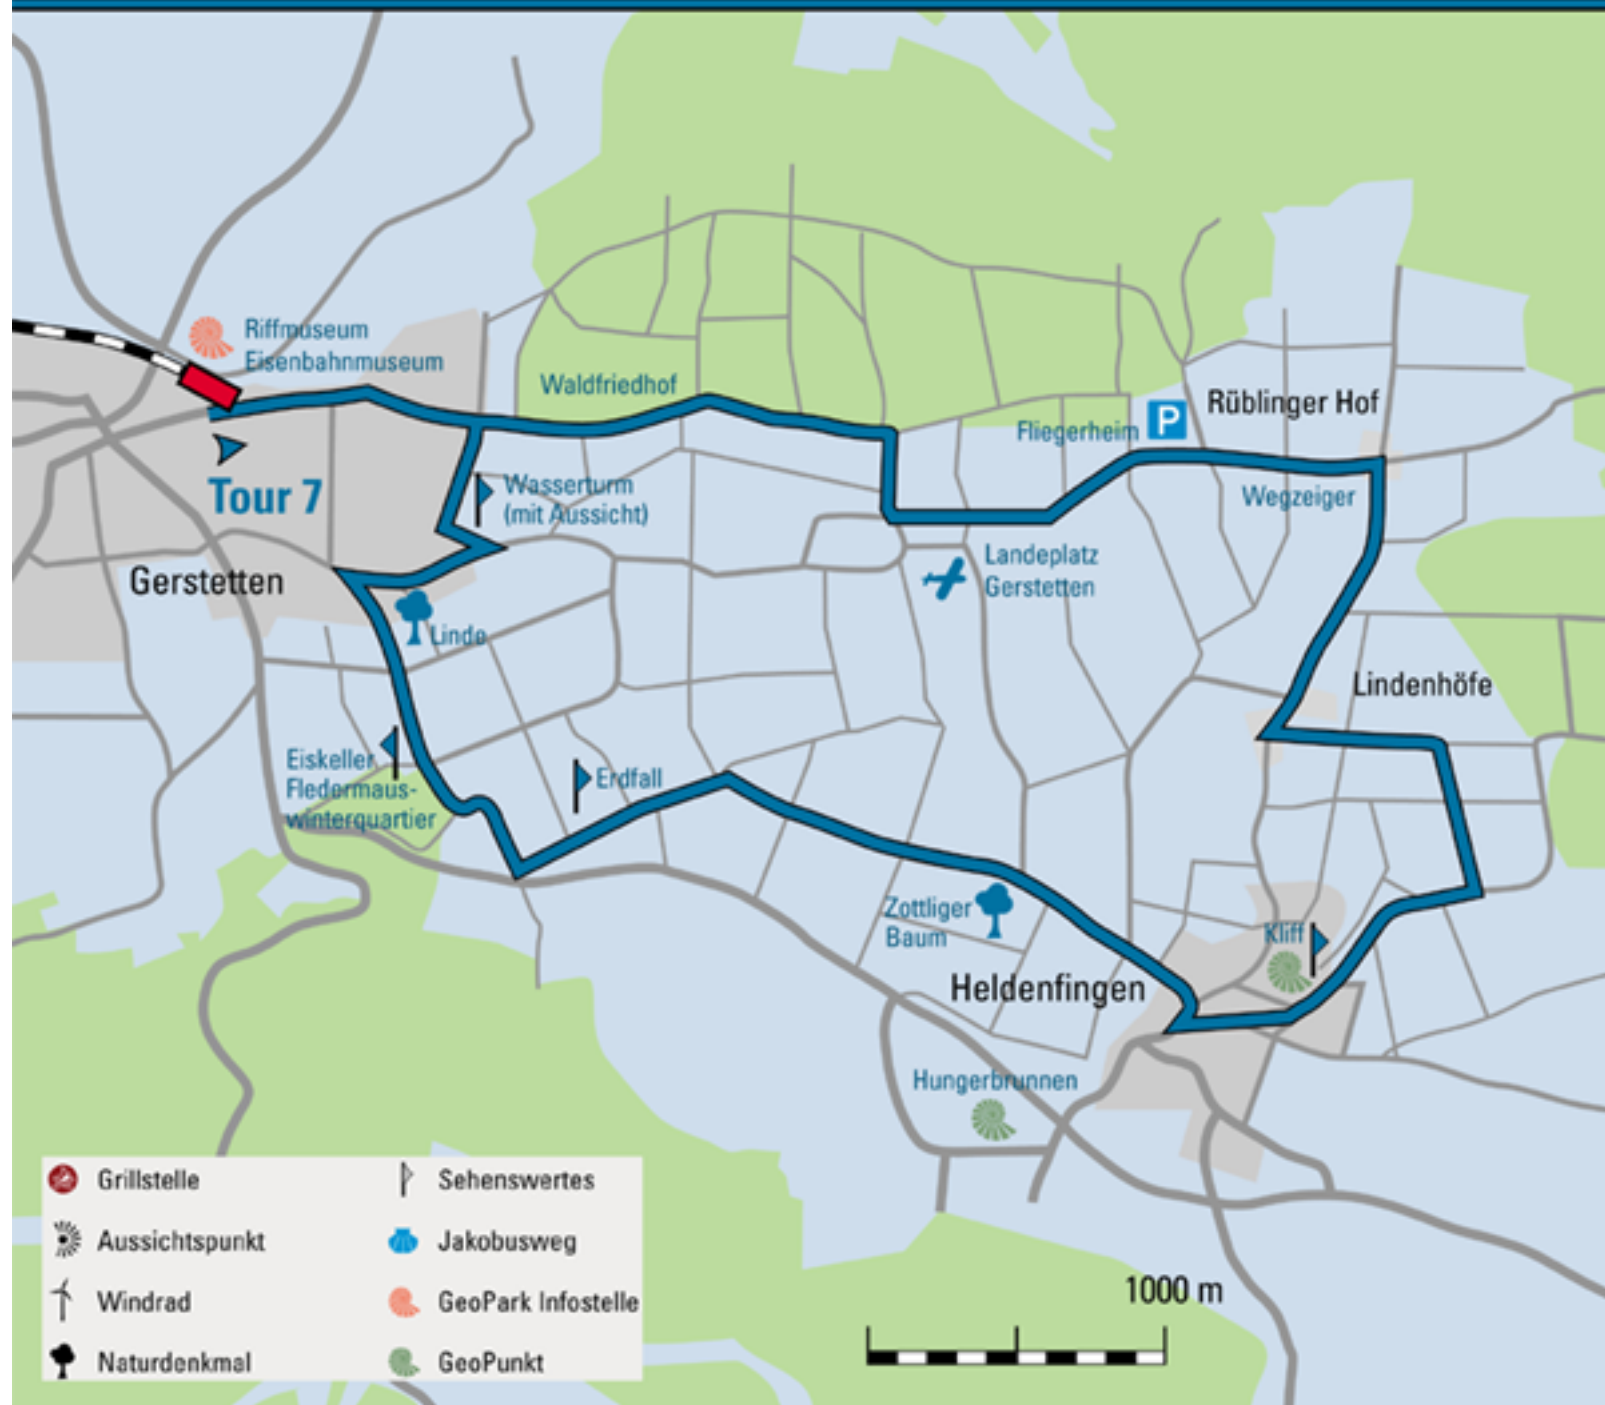 Riffmuseum
Eisenbahnmuseum
Waldfriedhof
Rüblinger Hof
P
Fliegerheim
Wegzeiger
Tour 7
Wasserturm
(mit Aussicht)
Landeplatz
Gerstetten
Gerstetten
Linde
Lindenhöfe
Eiskeller
Fledermaus-
winterquartier
Erdfall
Zottliger
Baum
Kliff
Heldenfingen
Hungerbrunnen
Grillstelle
Sehenswertes
Aussichtspunkt
Jakobusweg
Windrad
GeoPark Infostelle
Naturdenkmal
GeoPunkt
1000 m